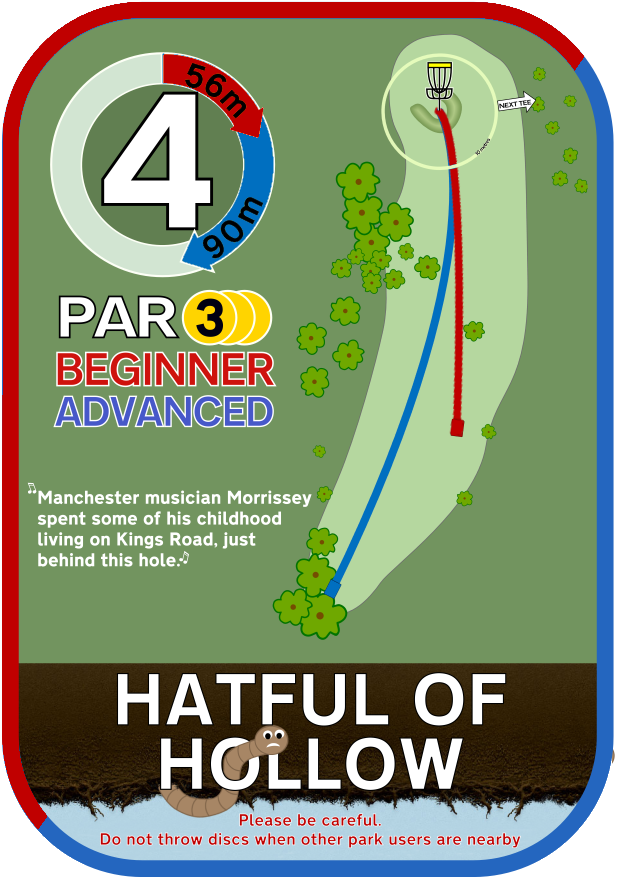 56m
4
90m
PAR 3
BEGINNER
ADVANCED
10 meters
NEXT TEE
♫Manchester musician Morrissey
spent some of his childhood
living on Kings Road, just
behind this hole.♫
HATFUL OF
HOLLOW
Please be careful.
Do not throw discs when other park users are nearby